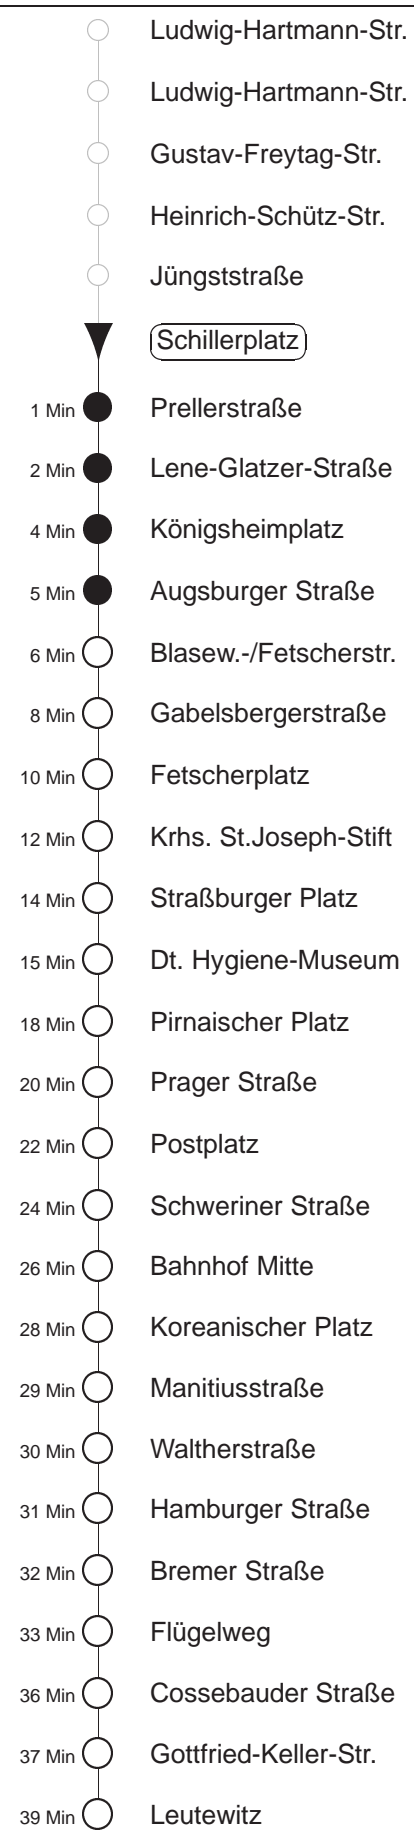 Ludwig-Hartmann-Str.
Ludwig-Hartmann-Str.
Gustav-Freytag-Str.
Heinrich-Schütz-Str.
Jüngststraße
Schillerplatz
1 Min Prellerstraße
2 Min Lene-Glatzer-Straße
4 Min Königsheimplatz
5 Min Augsburger Straße
6 Min Blasew.-/Fetscherstr.
8 Min Gabelsbergerstraße
10 Min Fetscherplatz
12 Min Krhs. St.Joseph-Stift
14 Min Straßburger Platz
15 Min Dt. Hygiene-Museum
18 Min Pirnaischer Platz
20 Min Prager Straße
22 Min Postplatz
24 Min Schweriner Straße
26 Min Bahnhof Mitte
28 Min Koreanischer Platz
29 Min Manitiusstraße
30 Min Waltherstraße
31 Min Hamburger Straße
32 Min Bremer Straße
33 Min Flügelweg
36 Min Cossebauder Straße
37 Min Gottfried-Keller-Str.
39 Min Leutewitz